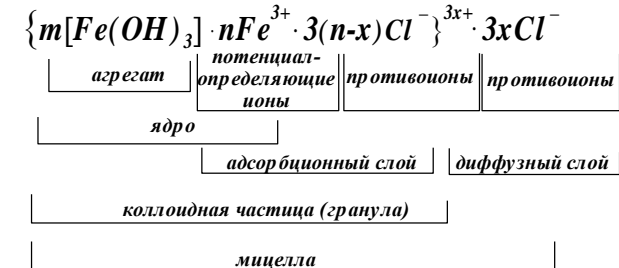 {m[Fe(OH)₃]·nFe³⁺·3(n-x)Cl⁻}³ˣ⁺·3xCl⁻
агрегат
потенциал-
определяющие
ионы
противоионы
противоионы
ядро
адсорбционный слой
диффузный слой
коллоидная частица (гранула)
мицелла